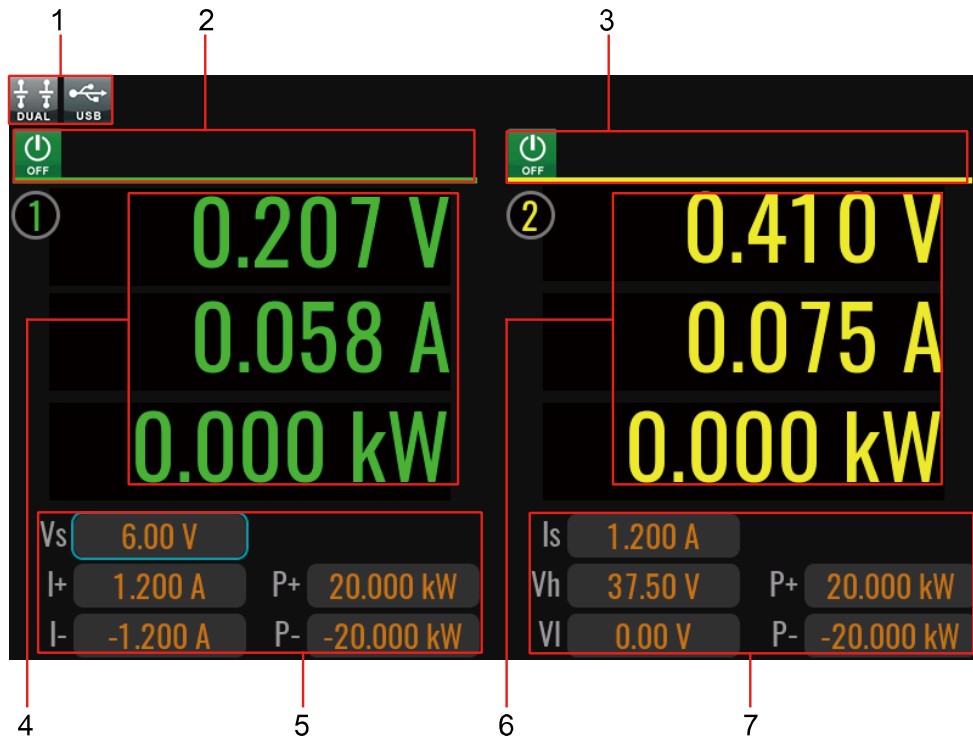 1 2 3
DUAL USB
OFF OFF
1 0.207 V 2 0.410 V
0.058 A 0.075 A
0.000 kW 0.000 kW
Vs 6.00 V Is 1.200 A
I+ 1.200 A P+ 20.000 kW Vh 37.50 V P+ 20.000 kW
I- -1.200 A P- -20.000 kW Vl 0.00 V P- -20.000 kW
4 5 6 7